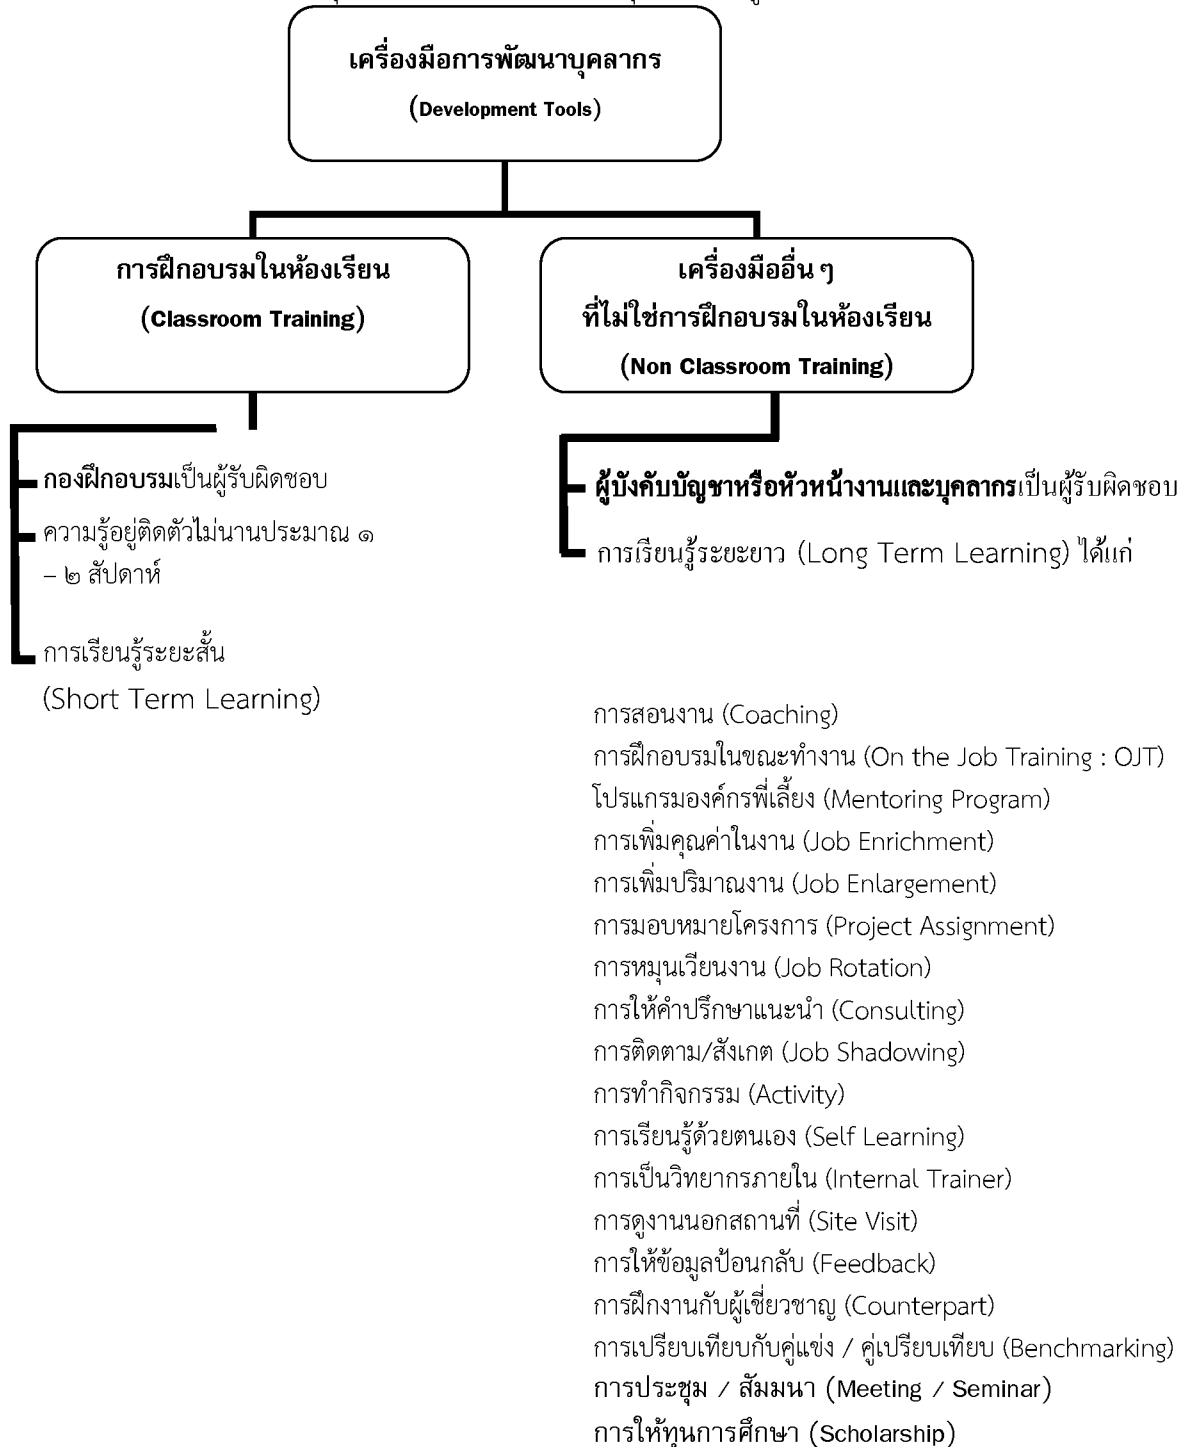 เครื่องมือการพัฒนาบุคลากร
(Development Tools)
การฝึกอบรมในห้องเรียน
(Classroom Training)
เครื่องมืออื่น ๆ
ที่ไม่ใช่การฝึกอบรมในห้องเรียน
(Non Classroom Training)
กองฝึกอบรมเป็นผู้รับผิดชอบ
ความรู้อยู่ติดตัวไม่นานประมาณ ๑
– ๒ สัปดาห์
การเรียนรู้ระยะสั้น
(Short Term Learning)
ผู้บังคับบัญชาหรือหัวหน้างานและบุคลากรเป็นผู้รับผิดชอบ
การเรียนรู้ระยะยาว (Long Term Learning) ได้แก่
การสอนงาน (Coaching)
การฝึกอบรมในขณะทำงาน (On the Job Training : OJT)
โปรแกรมองค์กรพี่เลี้ยง (Mentoring Program)
การเพิ่มคุณค่าในงาน (Job Enrichment)
การเพิ่มปริมาณงาน (Job Enlargement)
การมอบหมายโครงการ (Project Assignment)
การหมุนเวียนงาน (Job Rotation)
การให้คำปรึกษาแนะนำ (Consulting)
การติดตาม/สังเกต (Job Shadowing)
การทำกิจกรรม (Activity)
การเรียนรู้ด้วยตนเอง (Self Learning)
การเป็นวิทยากรภายใน (Internal Trainer)
การดูงานนอกสถานที่ (Site Visit)
การให้ข้อมูลป้อนกลับ (Feedback)
การฝึกงานกับผู้เชี่ยวชาญ (Counterpart)
การเปรียบเทียบกับคู่แข่ง / คู่เปรียบเทียบ (Benchmarking)
การประชุม / สัมมนา (Meeting / Seminar)
การให้ทุนการศึกษา (Scholarship)